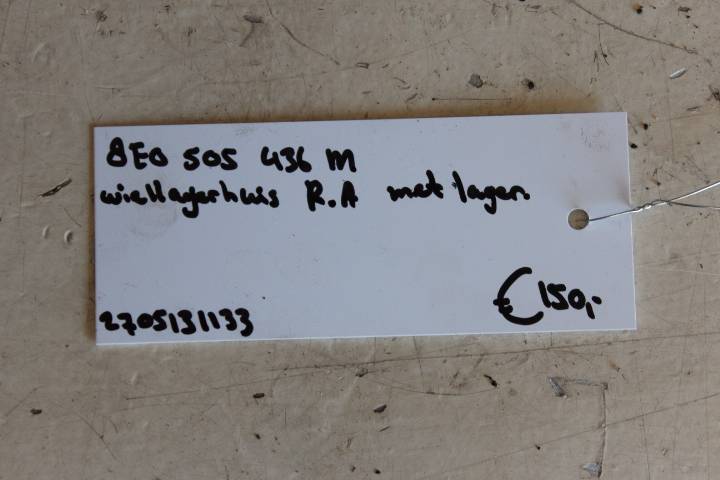 8E0 505 436 M
wiellagerhuis R.A met lager.
€150,-
2705131133